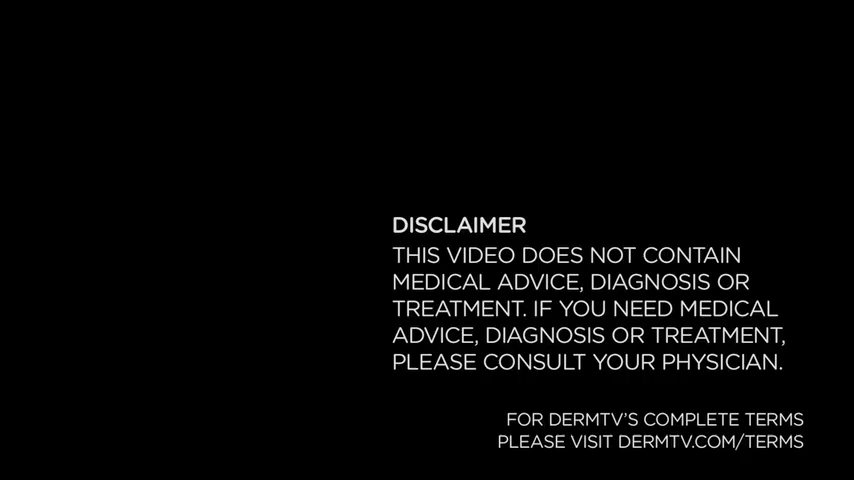 DISCLAIMER
THIS VIDEO DOES NOT CONTAIN
MEDICAL ADVICE, DIAGNOSIS OR
TREATMENT. IF YOU NEED MEDICAL
ADVICE, DIAGNOSIS OR TREATMENT,
PLEASE CONSULT YOUR PHYSICIAN.
FOR DERMTV'S COMPLETE TERMS
PLEASE VISIT DERMTV.COM/TERMS